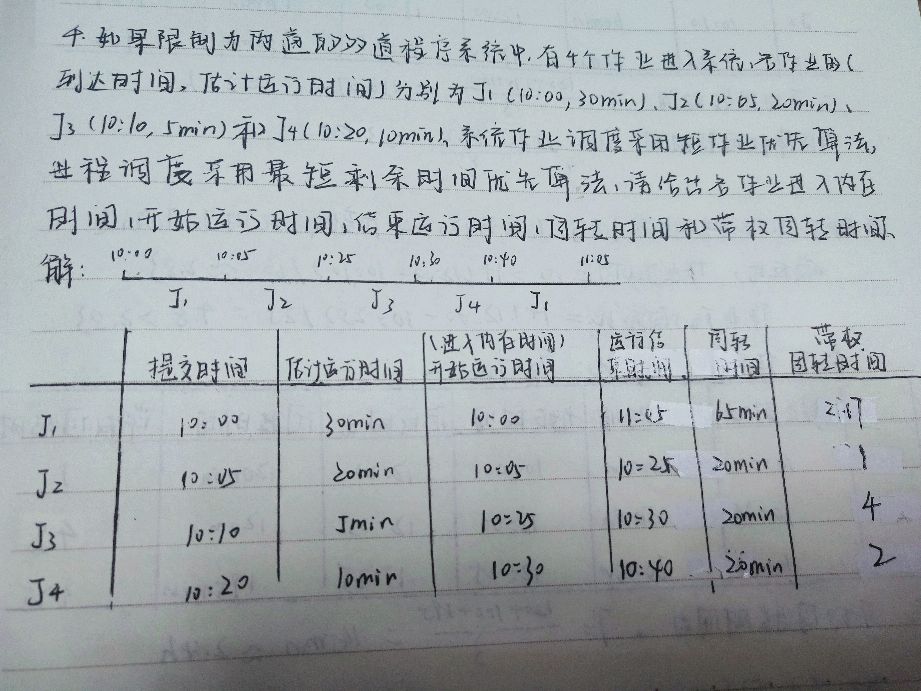 4. 如果限制为两道的多道程序系统中,有4个作业进入系统,各作业的(
到达时间,估计运行时间)分别为J1(10:00,30min)、J2(10:05,20min)、
J3(10:10,5min)和J4(10:20,10min)、系统作业调度采用短作业优先算法,
进程调度采用最短剩余时间优先算法,请给出各作业进入内存
时间,开始运行时间,结束运行时间,周转时间和带权周转时间、
解: 10:00 10:05 10:25 10:30 10:40 11:05
J1 J2 J3 J4 J1
提交时间 估计运行时间 (进入内存时间)开始运行时间 运行结束时间 周转时间 带权周转时间
J1 10:00 30min 10:00 11:05 65min 2.17
J2 10:05 20min 10:05 10:25 20min 1
J3 10:10 5min 10:25 10:30 20min 4
J4 10:20 10min 10:30 10:40 20min 2